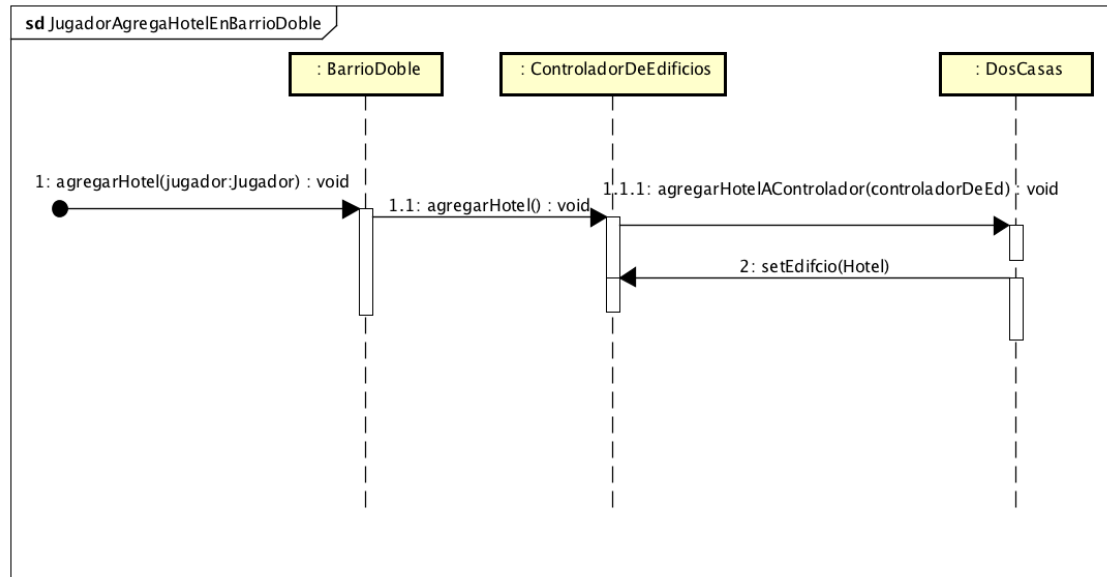 sd JugadorAgregaHotelEnBarrioDoble
: BarrioDoble
: ControladorDeEdificios
: DosCasas
1: agregarHotel(jugador:Jugador) : void
1.1: agregarHotel() : void
1.1.1: agregarHotelAControlador(controladorDeEd) : void
2: setEdifcio(Hotel)